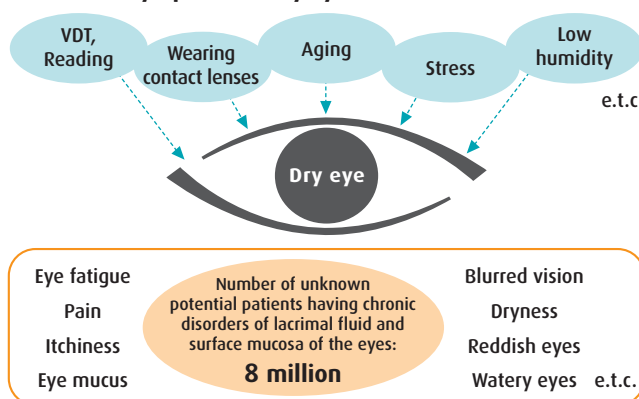 VDT,
Reading
Wearing
contact lenses
Aging
Stress
Low
humidity
e.t.c
Dry eye
Eye fatigue
Pain
Itchiness
Eye mucus
Number of unknown
potential patients having chronic
disorders of lacrimal fluid and
surface mucosa of the eyes:
8 million
Blurred vision
Dryness
Reddish eyes
Watery eyes e.t.c.